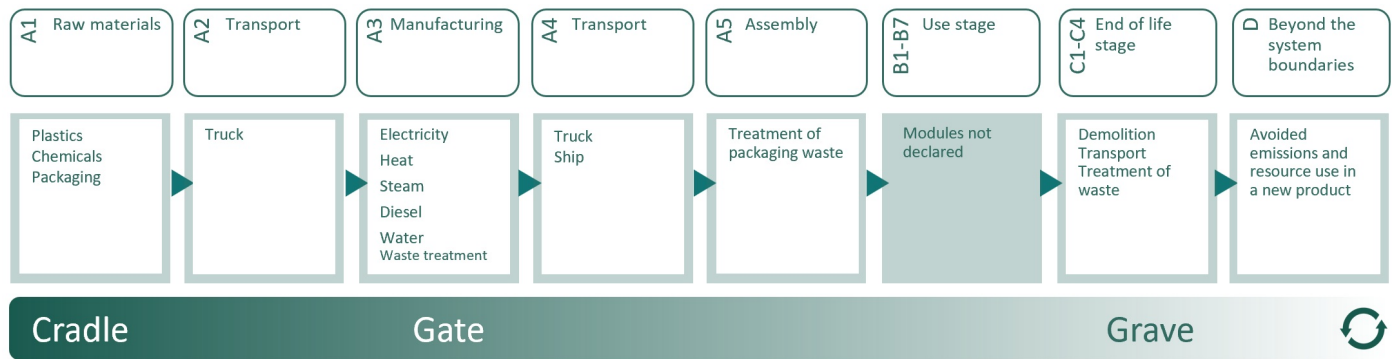 A1 Raw materials
A2 Transport
A3 Manufacturing
A4 Transport
A5 Assembly
B1-B7 Use stage
C1-C4 End of life
stage
D Beyond the
system
boundaries
Plastics
Chemicals
Packaging
Truck
Electricity
Heat
Steam
Diesel
Water
Waste treatment
Truck
Ship
Treatment of
packaging waste
Modules not
declared
Demolition
Transport
Treatment of
waste
Avoided
emissions and
resource use in
a new product
Cradle
Gate
Grave